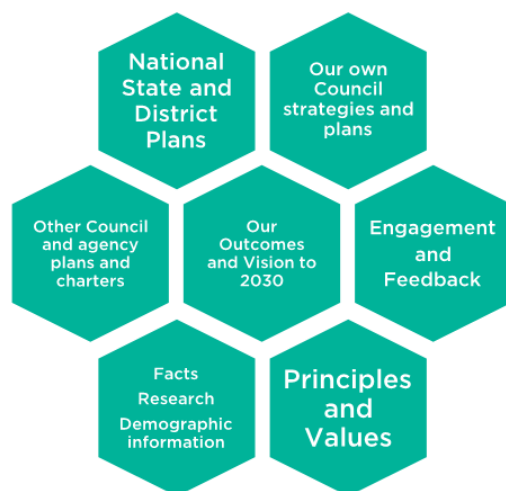 National
State and
District
Plans
Our own
Council
strategies and
plans
Other Council
and agency
plans and
charters
Our
Outcomes
and Vision to
2030
Engagement
and
Feedback
Facts
Research
Demographic
information
Principles
and
Values